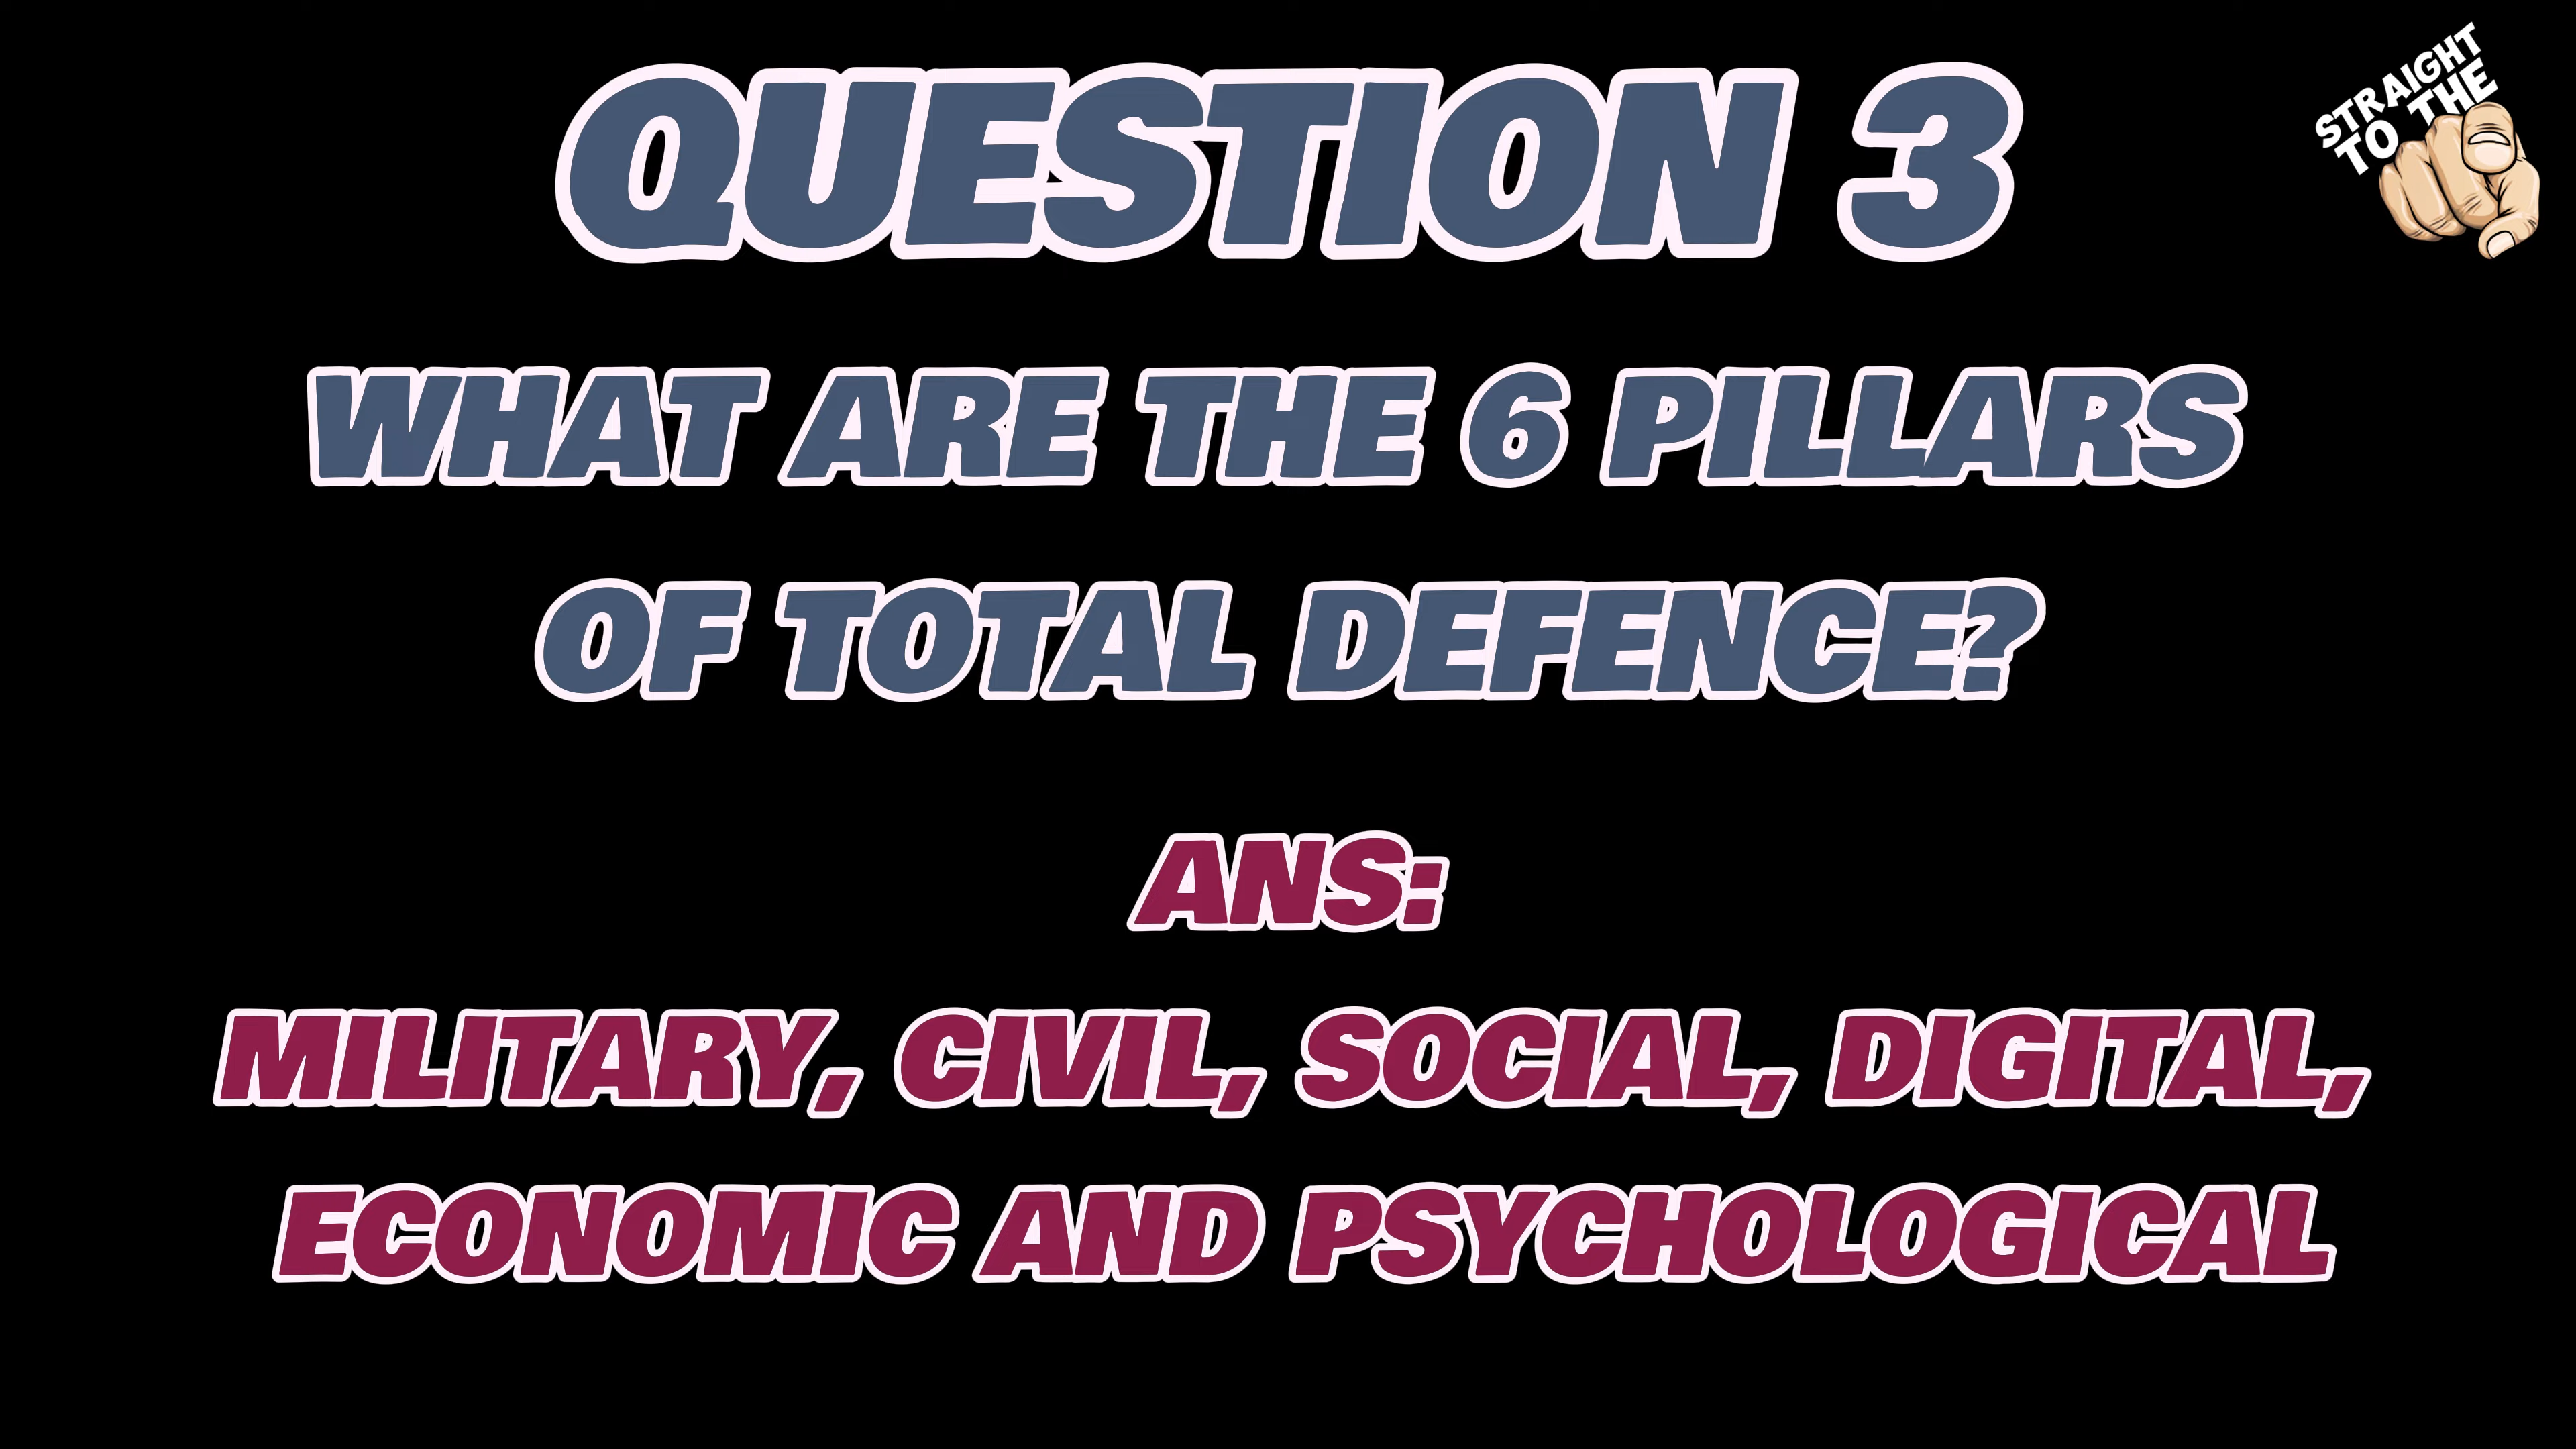 QUESTION 3
STRAIGHT
TO THE
WHAT ARE THE 6 PILLARS
OF TOTAL DEFENCE?
ANS:
MILITARY, CIVIL, SOCIAL, DIGITAL,
ECONOMIC AND PSYCHOLOGICAL